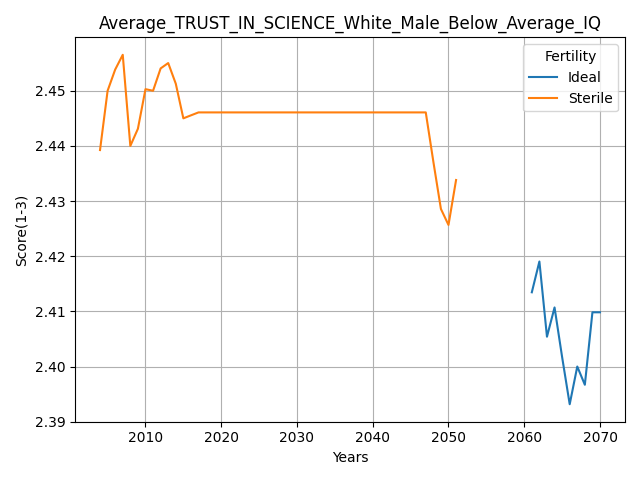 Average_TRUST_IN_SCIENCE_White_Male_Below_Average_IQ
Fertility
Ideal
Sterile
Score(1-3)
2.45
2.44
2.43
2.42
2.41
2.40
2.39
2010 2020 2030 2040 2050 2060 2070
Years